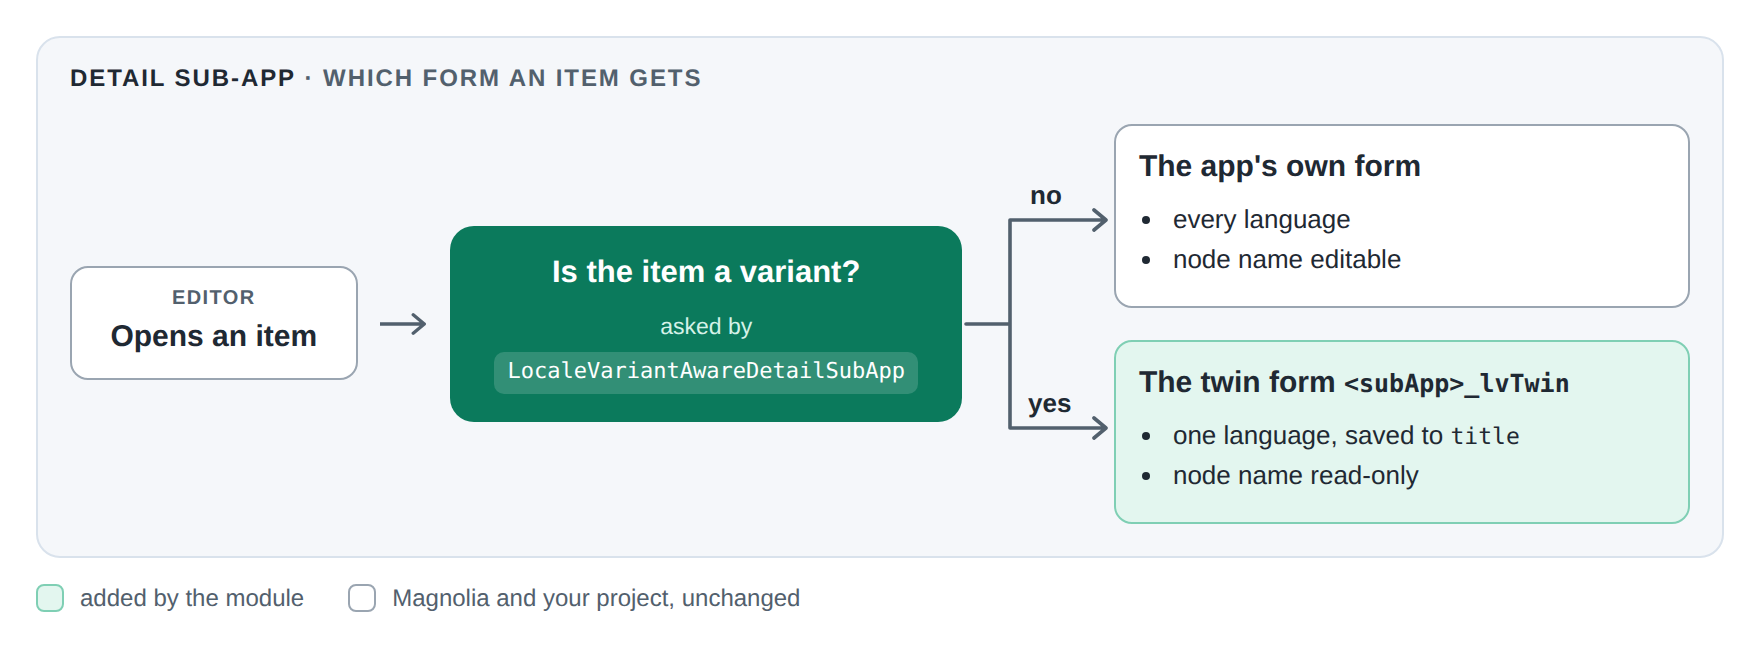 DETAIL SUB-APP · WHICH FORM AN ITEM GETS
EDITOR
Opens an item
Is the item a variant?
asked by
LocaleVariantAwareDetailSubApp
no
The app's own form
• every language
• node name editable
yes
The twin form <subApp>_lvTwin
• one language, saved to title
• node name read-only
added by the module
Magnolia and your project, unchanged